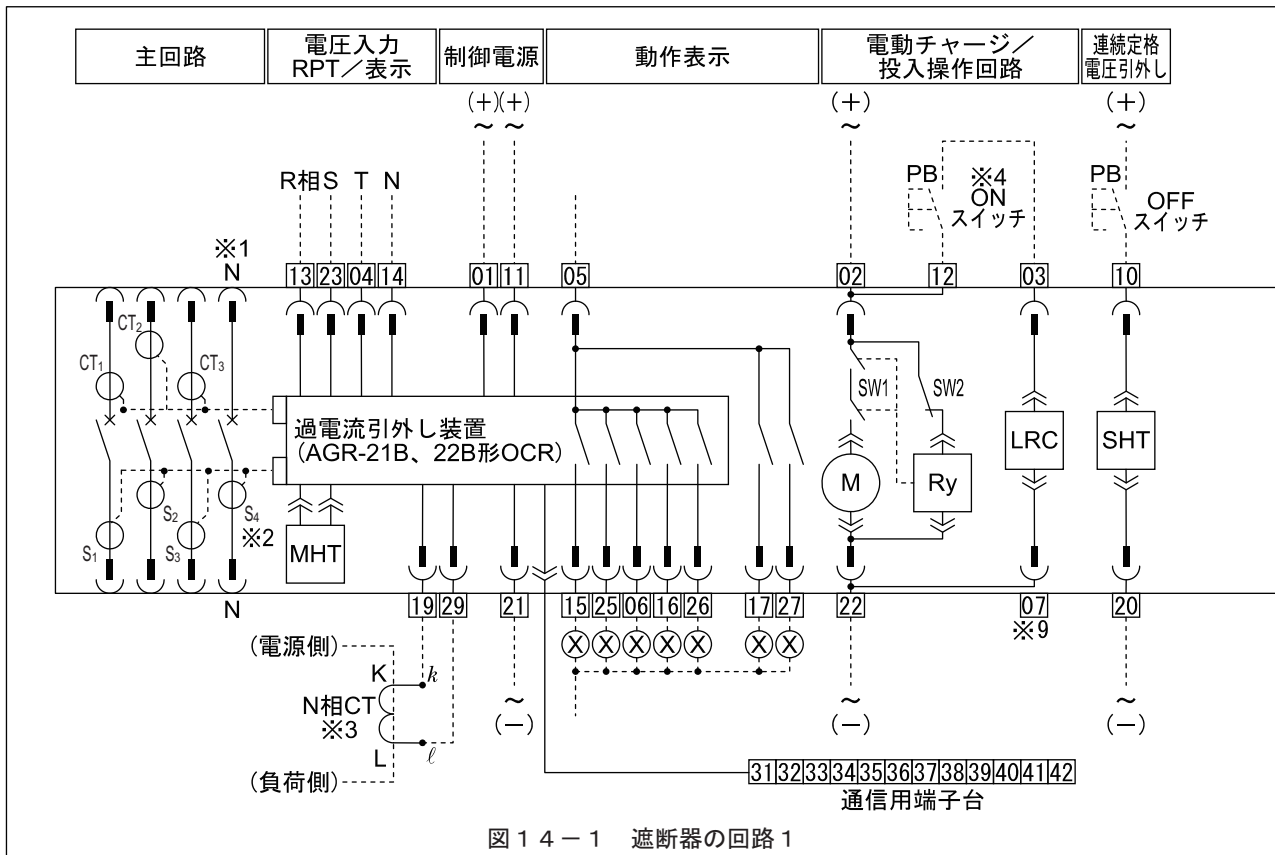 主回路
電圧入力
RPT／表示
制御電源
動作表示
電動チャージ／
投入操作回路
連続定格
電圧引外し
(+)(+)
～ ～
(+)
～
(+)
～
R相 S T N
PB
※4
ON
スイッチ
PB
OFF
スイッチ
※1
N
13 23 04 14 01 11 05 02 12 03 10
CT1
CT2
CT3
SW1
SW2
過電流引外し装置
(AGR-21B、22B形OCR)
LRC
SHT
M
Ry
S1
S2
S3
S4
※2
MHT
N
19 29 21 15 25 06 16 26 17 27 22 07 20
※9
X X X X X X X
(電源側)
K k
N相CT
※3
L ℓ
(負荷側)
～
(－)
～
(－)
～
(－)
31 32 33 34 35 36 37 38 39 40 41 42
通信用端子台
図14－1 遮断器の回路1